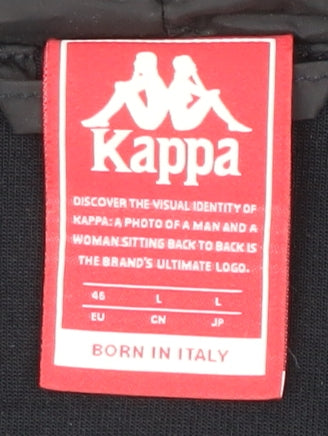 Kappa
DISCOVER THE VISUAL IDENTITY OF
KAPPA: A PHOTO OF A MAN AND A
WOMAN SITTING BACK TO BACK IS
THE BRAND'S ULTIMATE LOGO.
46 L L
EU CN JP
BORN IN ITALY